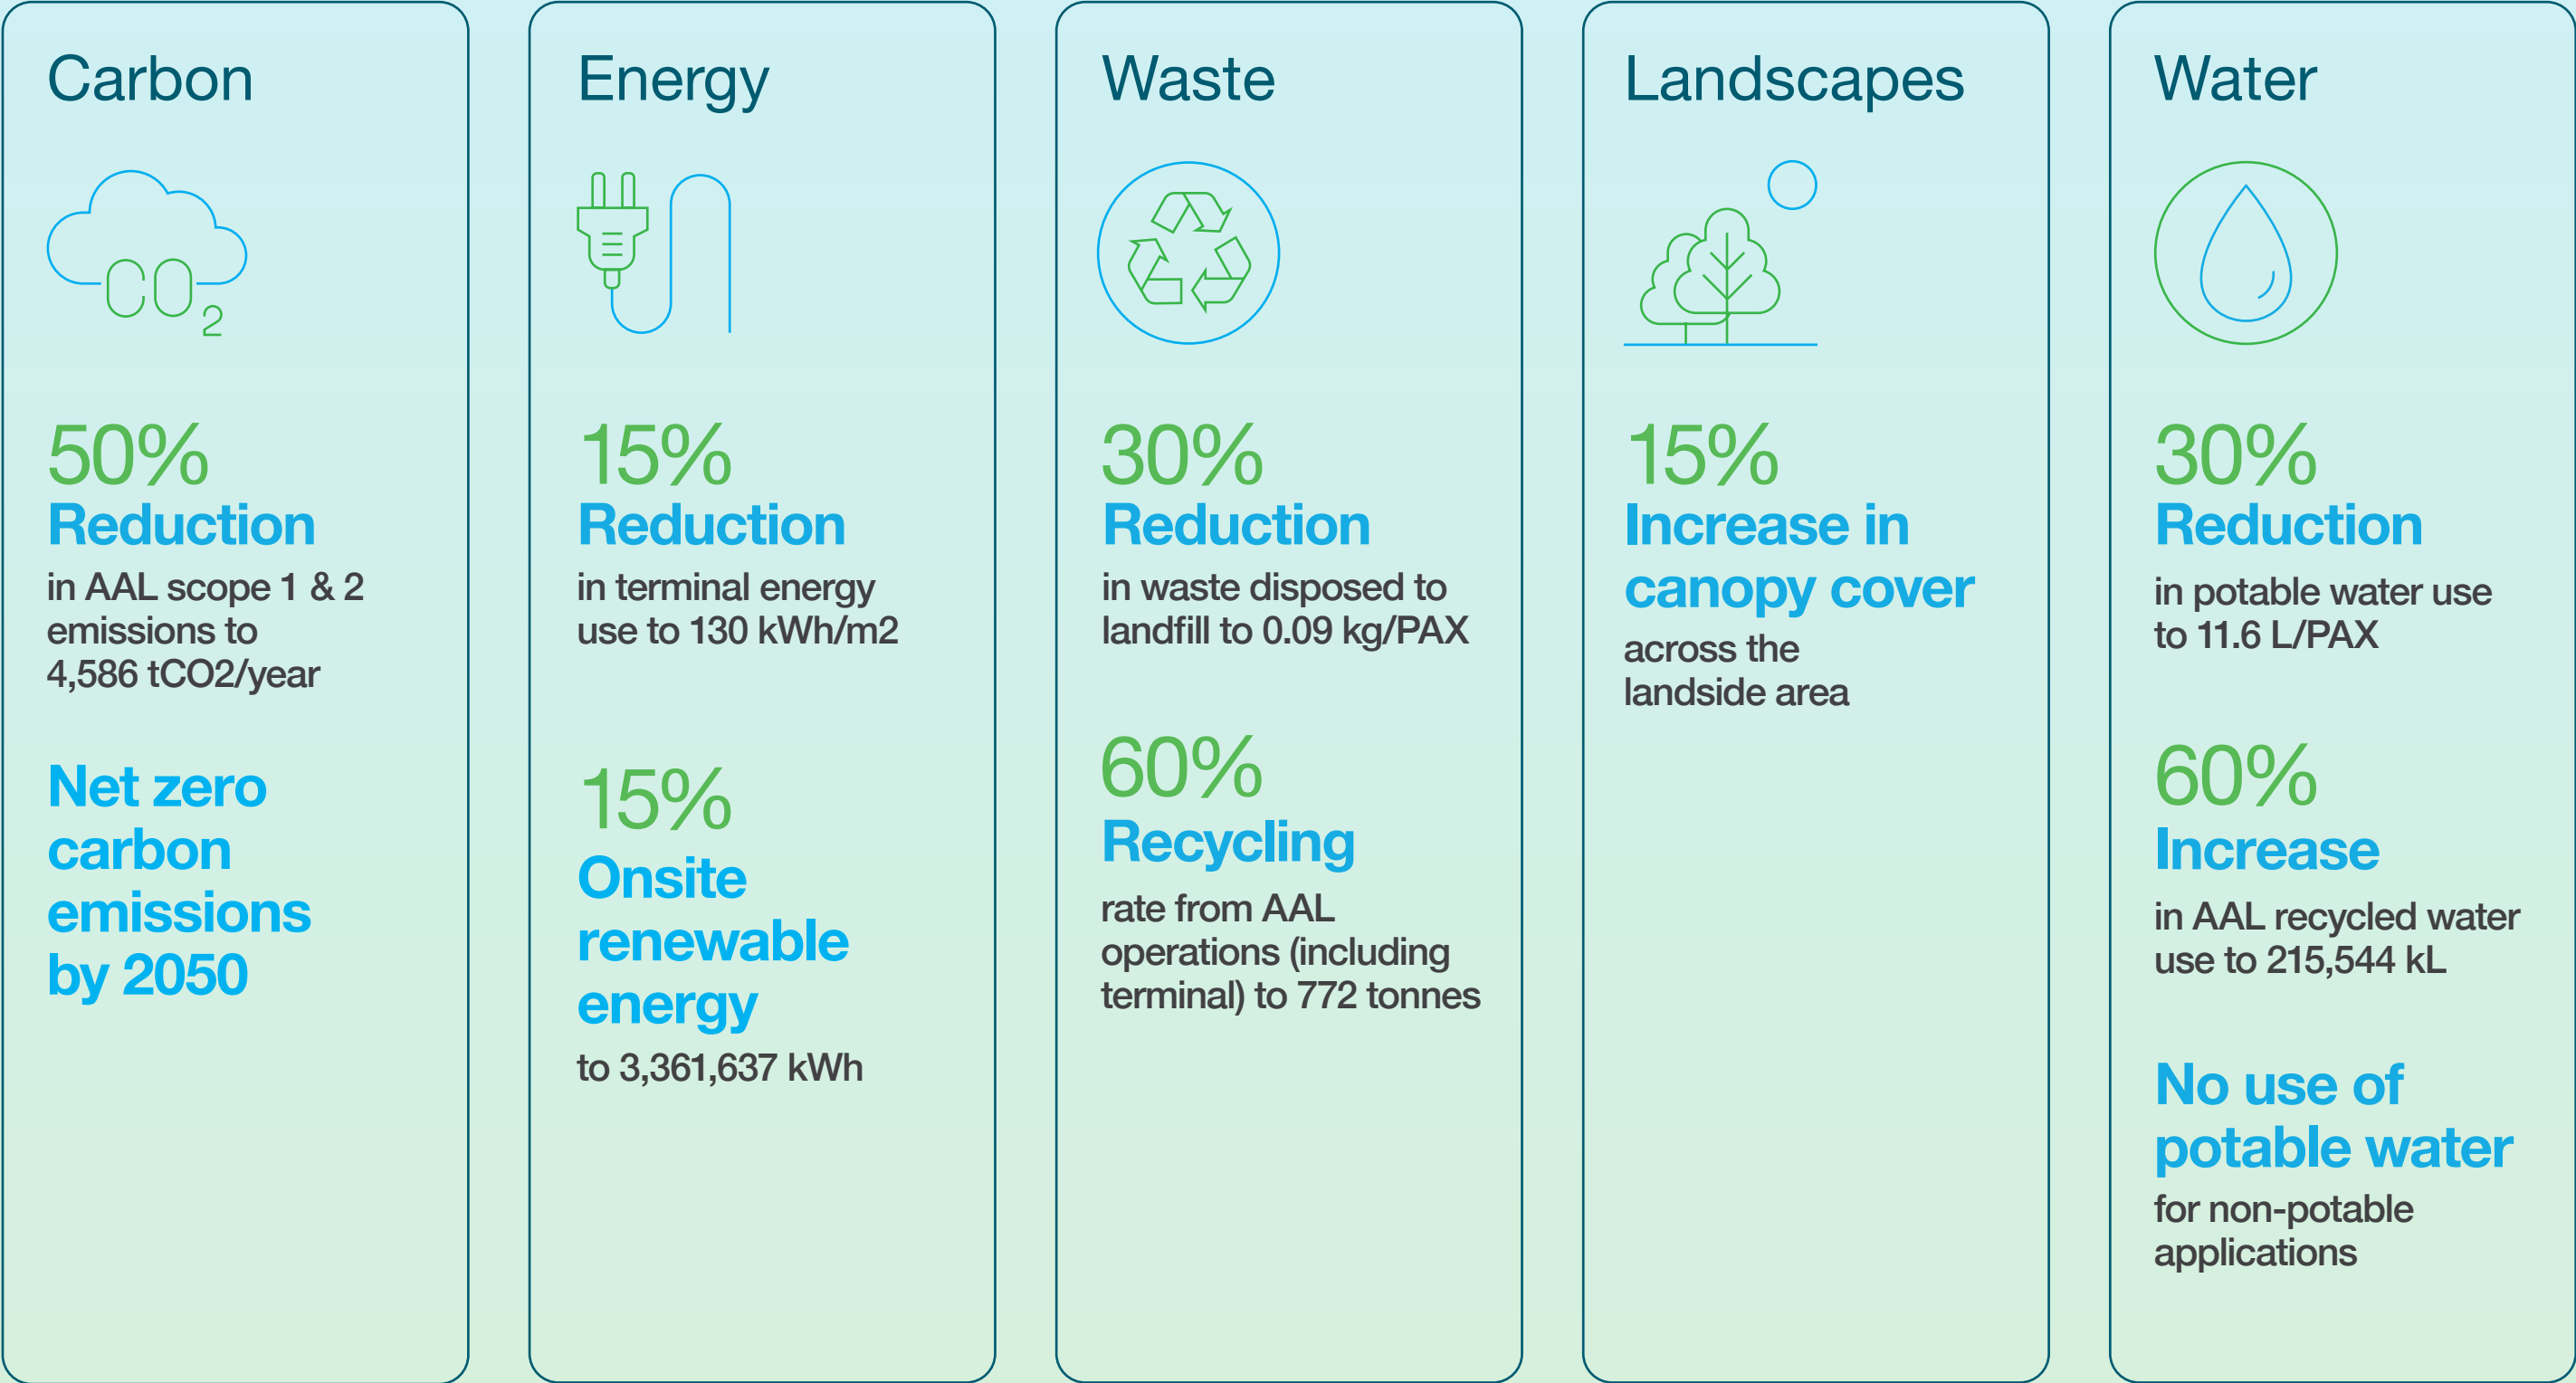 Carbon
CO2
50%
Reduction
in AAL scope 1 & 2
emissions to
4,586 tCO2/year
Net zero
carbon
emissions
by 2050
Energy
15%
Reduction
in terminal energy
use to 130 kWh/m2
15%
Onsite
renewable
energy
to 3,361,637 kWh
Waste
30%
Reduction
in waste disposed to
landfill to 0.09 kg/PAX
60%
Recycling
rate from AAL
operations (including
terminal) to 772 tonnes
Landscapes
15%
Increase in
canopy cover
across the
landside area
Water
30%
Reduction
in potable water use
to 11.6 L/PAX
60%
Increase
in AAL recycled water
use to 215,544 kL
No use of
potable water
for non-potable
applications